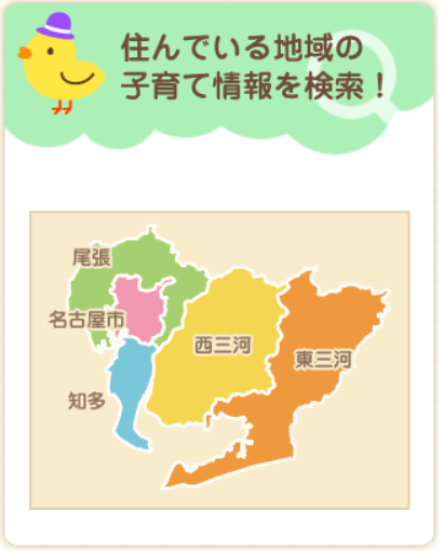 住んでいる地域の
子育て情報を検索！
尾張
名古屋市
西三河
東三河
知多